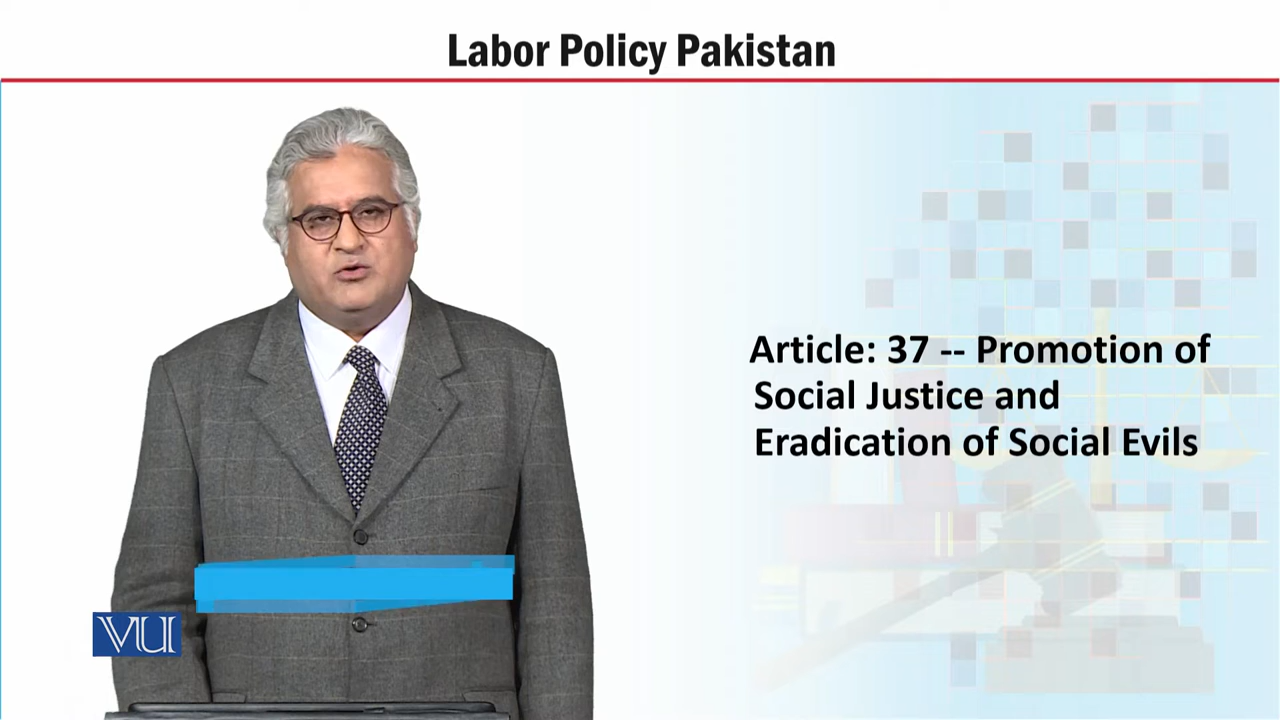 Labor Policy Pakistan
Article: 37 -- Promotion of
Social Justice and
Eradication of Social Evils
VU